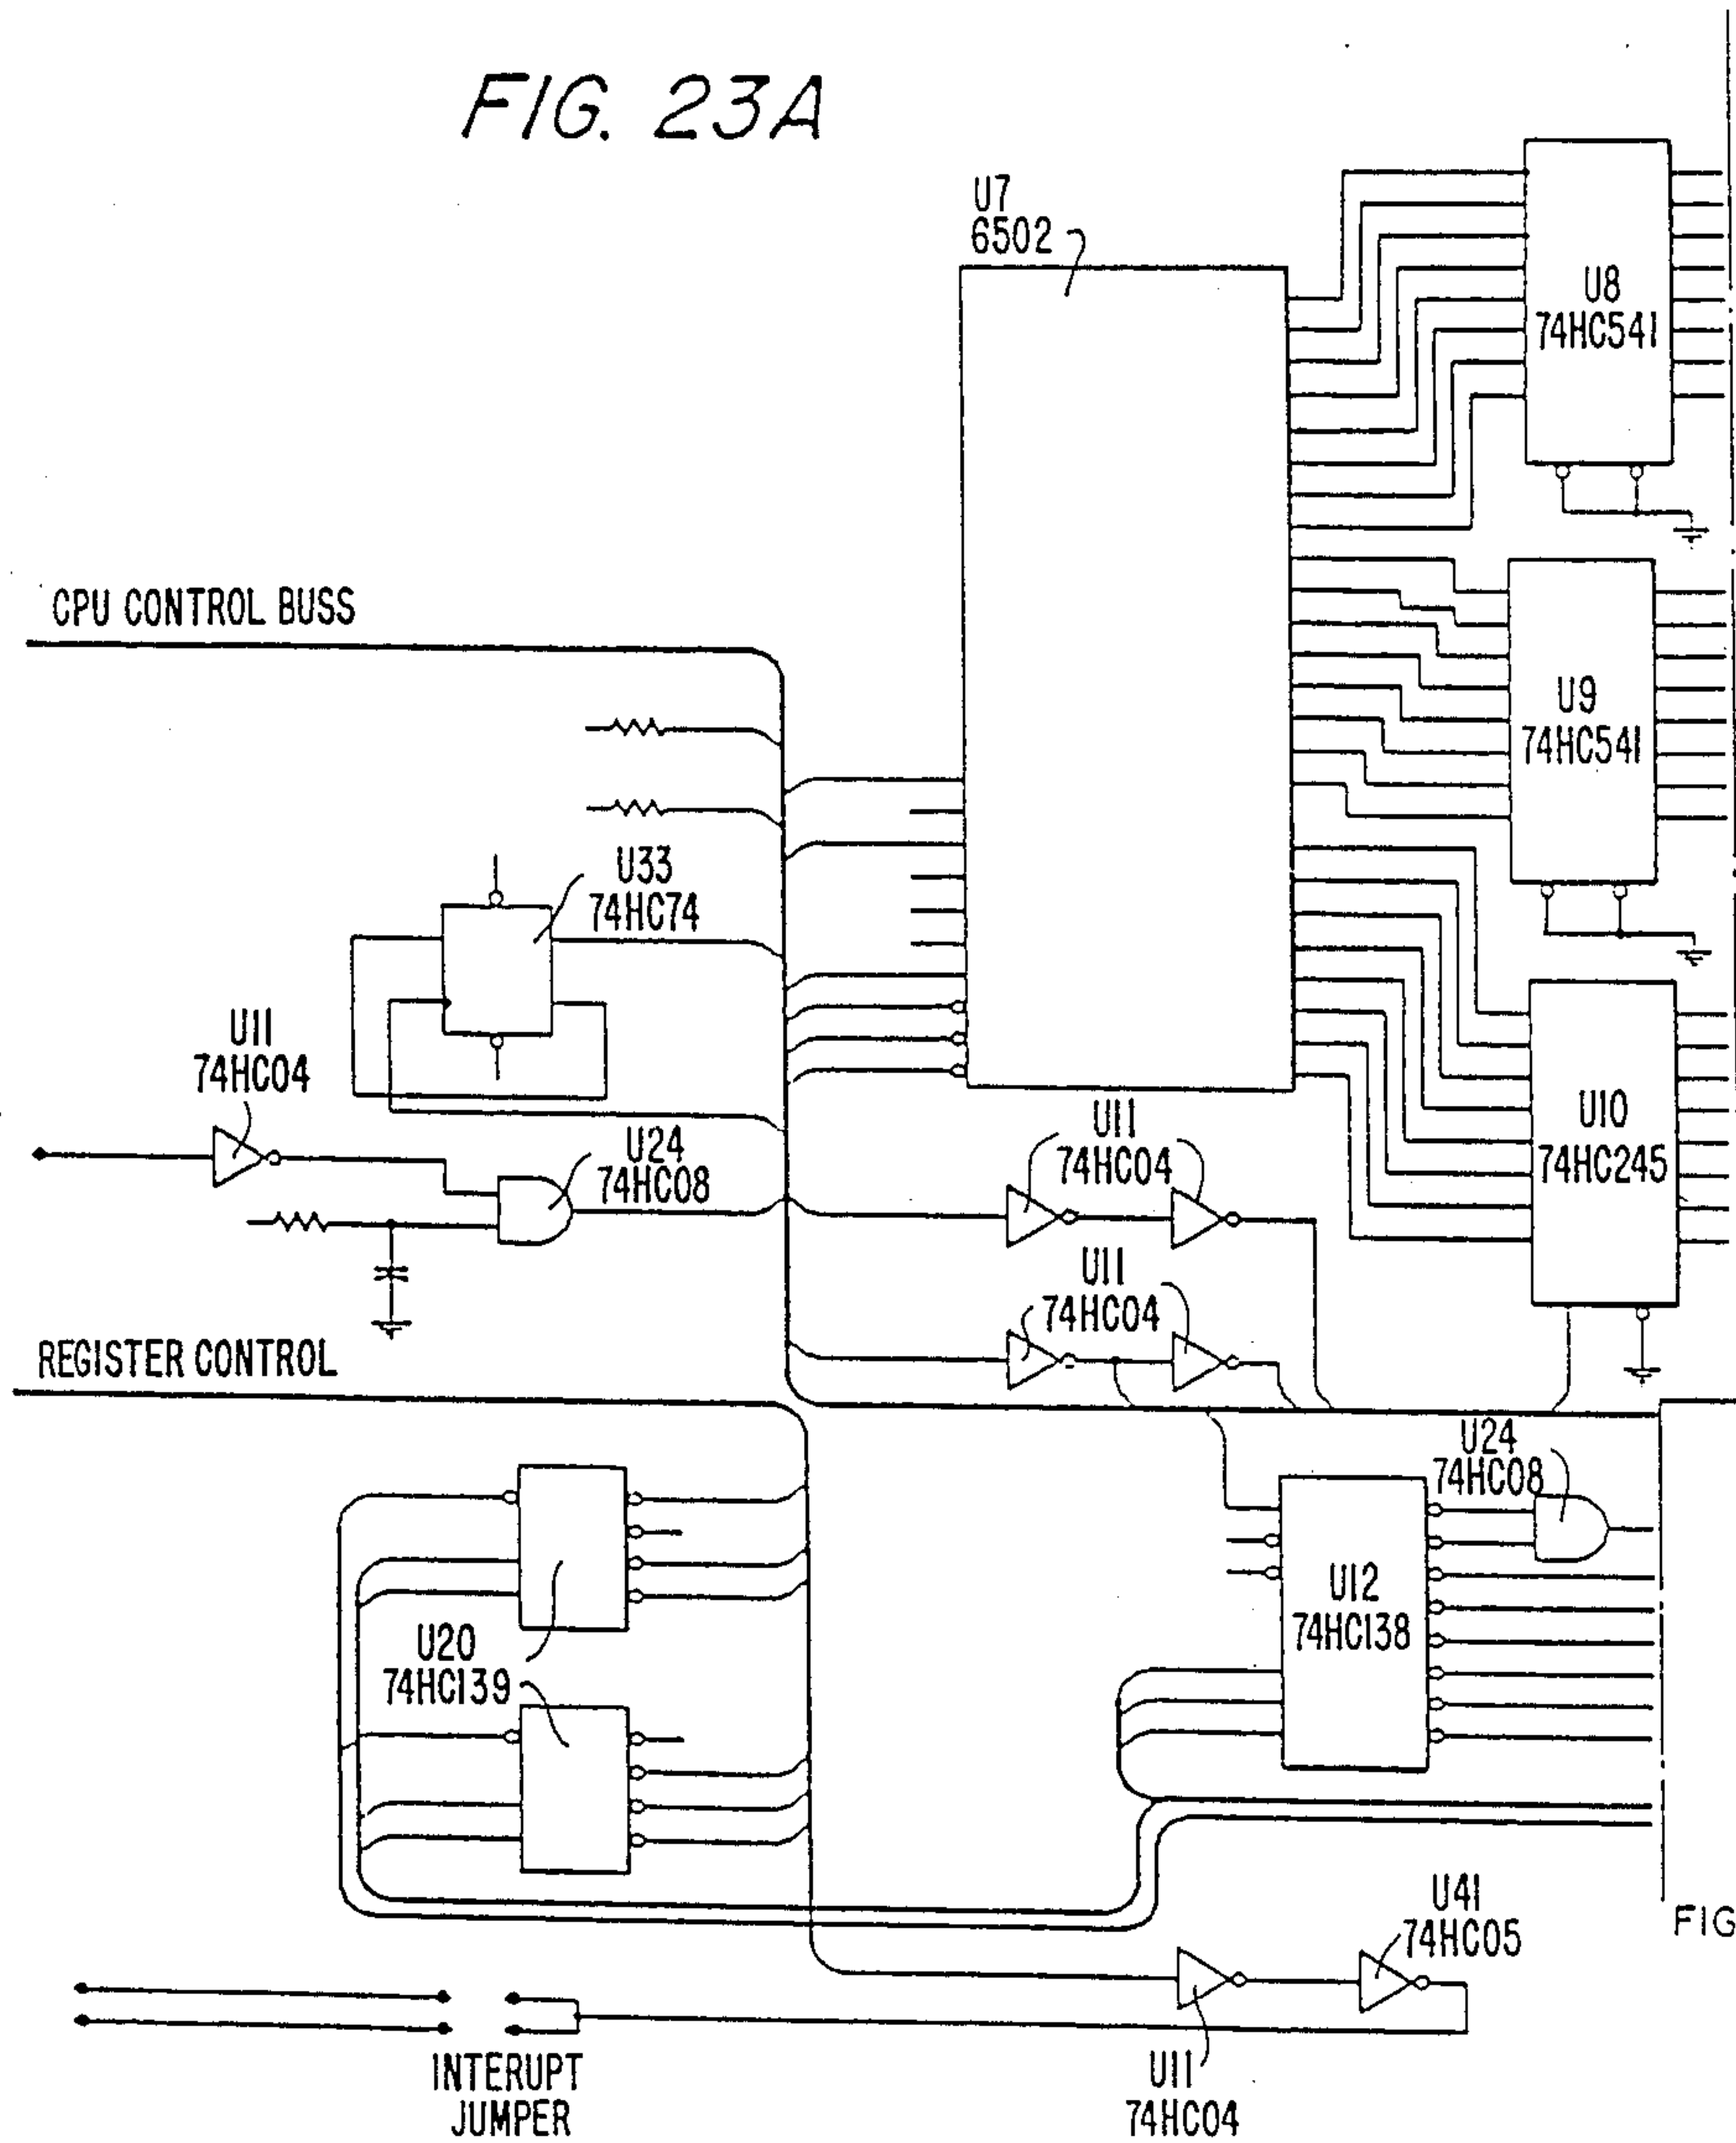 FIG. 23A
U7
6502
U8
74HC541
CPU CONTROL BUSS
U9
74HC541
U33
74HC74
U11
74HC04
U24
74HC08
U11
74HC04
U10
74HC245
U11
74HC04
REGISTER CONTROL
U24
74HC08
U12
74HC138
U20
74HC139
U41
74HC05
FIG
INTERUPT
JUMPER
U11
74HC04